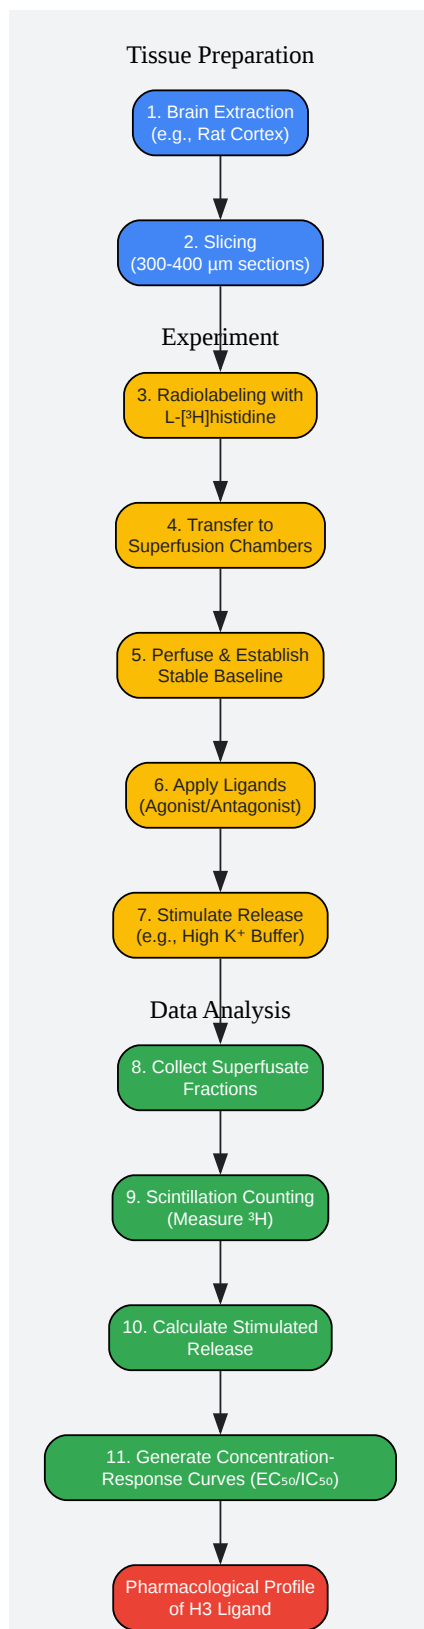 Tissue Preparation
1. Brain Extraction
(e.g., Rat Cortex)
2. Slicing
(300-400 µm sections)
Experiment
3. Radiolabeling with
L-[³H]histidine
4. Transfer to
Superfusion Chambers
5. Perfuse & Establish
Stable Baseline
6. Apply Ligands
(Agonist/Antagonist)
7. Stimulate Release
(e.g., High K⁺ Buffer)
Data Analysis
8. Collect Superfusate
Fractions
9. Scintillation Counting
(Measure ³H)
10. Calculate Stimulated
Release
11. Generate Concentration-
Response Curves (EC₅₀/IC₅₀)
Pharmacological Profile
of H3 Ligand